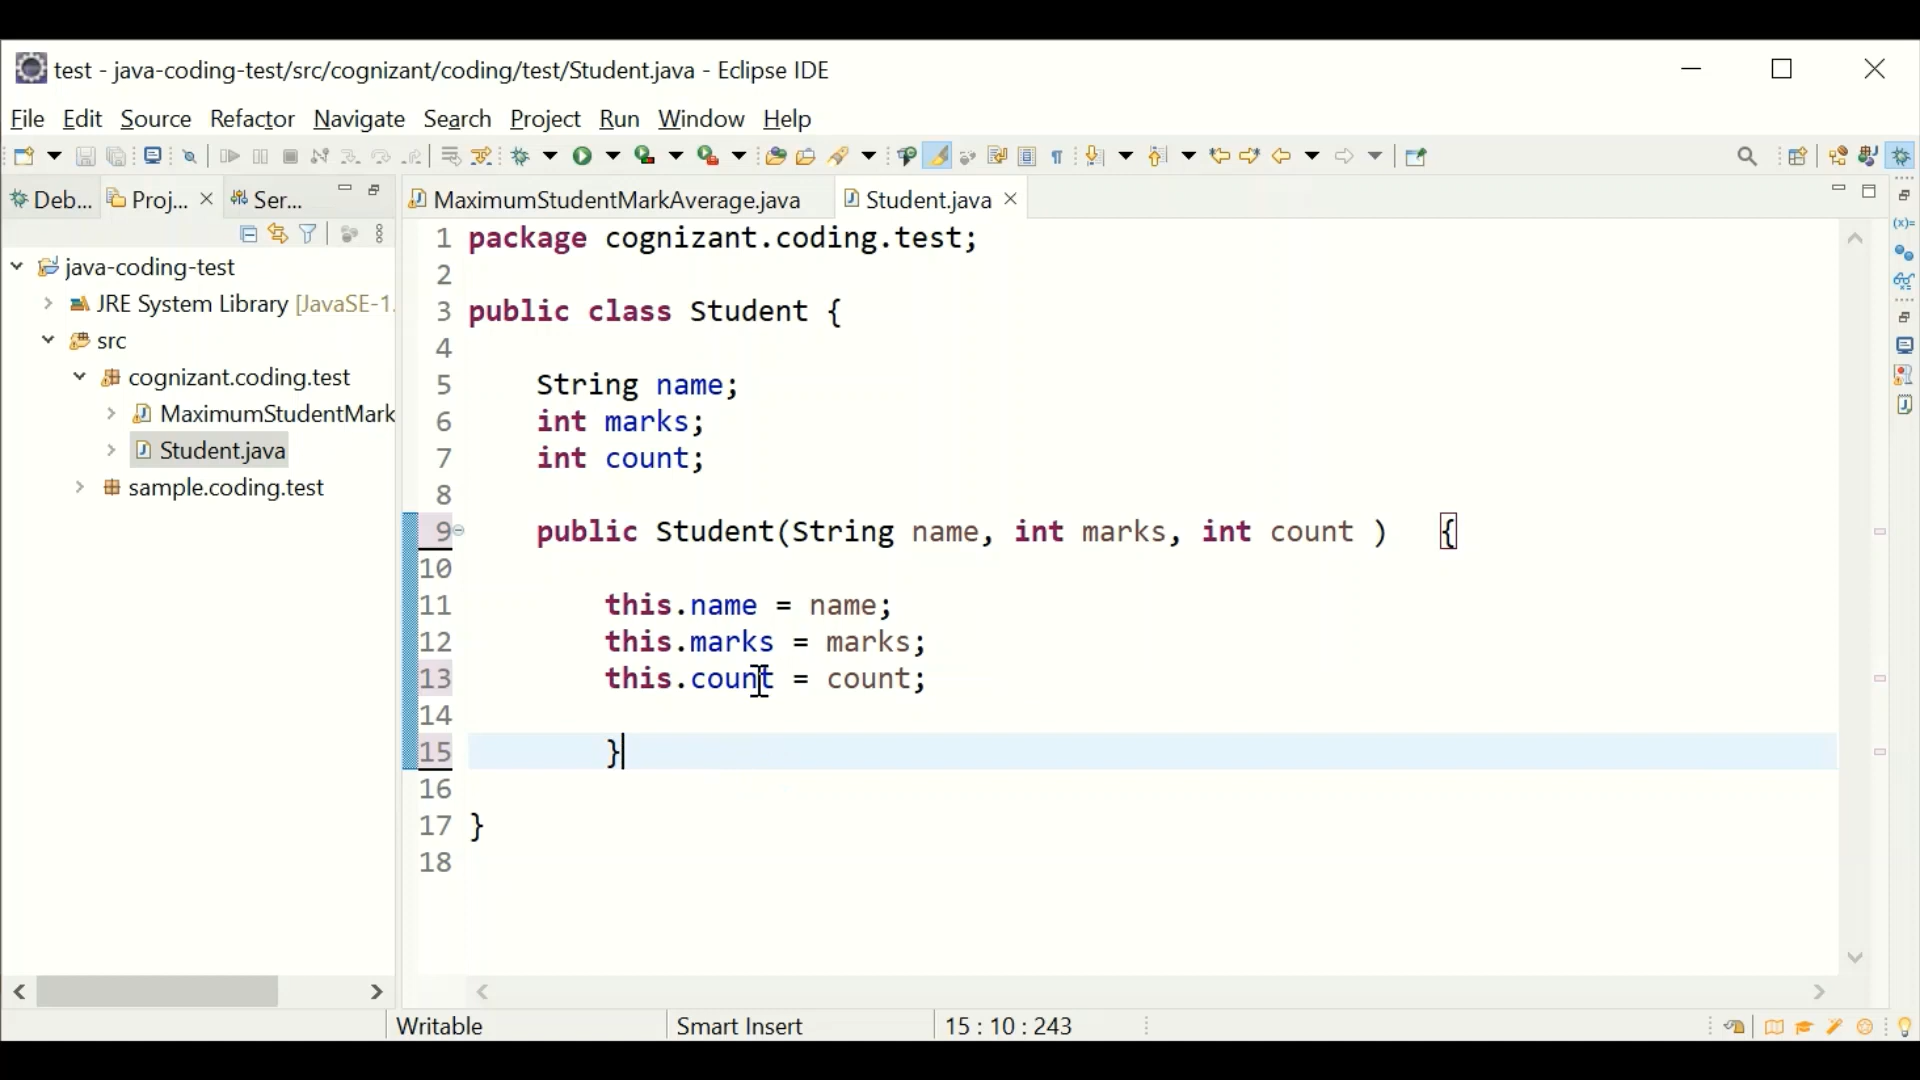 test - java-coding-test/src/cognizant/coding/test/Student.java - Eclipse IDE
File Edit Source Refactor Navigate Search Project Run Window Help
Deb... Proj... Ser...
MaximumStudentMarkAverage.java Student.java
java-coding-test
JRE System Library [JavaSE-1.
src
cognizant.coding.test
MaximumStudentMark
Student.java
sample.coding.test
1 package cognizant.coding.test;
2
3 public class Student {
4
5 String name;
6 int marks;
7 int count;
8
9 public Student(String name, int marks, int count ) {
10
11 this.name = name;
12 this.marks = marks;
13 this.count = count;
14
15 }
16
17 }
18
Writable Smart Insert 15 : 10 : 243